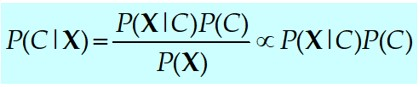 P(C|X) = P(X|C)P(C) / P(X) ∝ P(X|C)P(C)